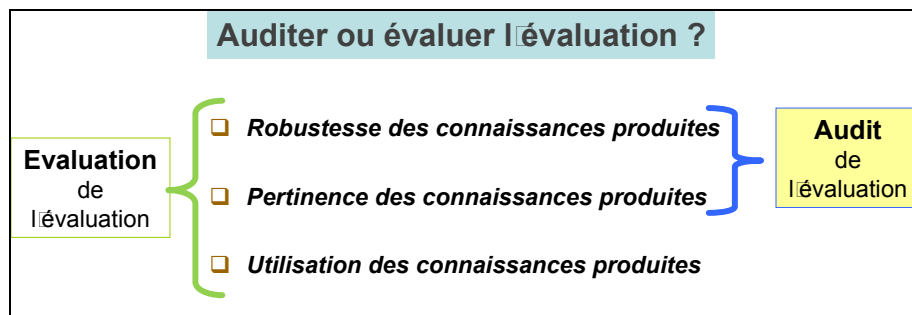 Auditer ou évaluer l évaluation ?
Evaluation
de
l évaluation
Robustesse des connaissances produites
Pertinence des connaissances produites
Utilisation des connaissances produites
Audit
de
l évaluation